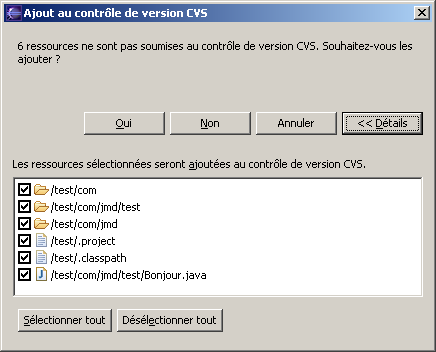 Ajout au contrôle de version CVS
6 ressources ne sont pas soumises au contrôle de version CVS. Souhaitez-vous les
ajouter ?
Oui Non Annuler << Détails
Les ressources sélectionnées seront ajoutées au contrôle de version CVS.
/test/com
/test/com/jmd/test
/test/com/jmd
/test/.project
/test/.classpath
/test/com/jmd/test/Bonjour.java
Sélectionner tout Désélectionner tout